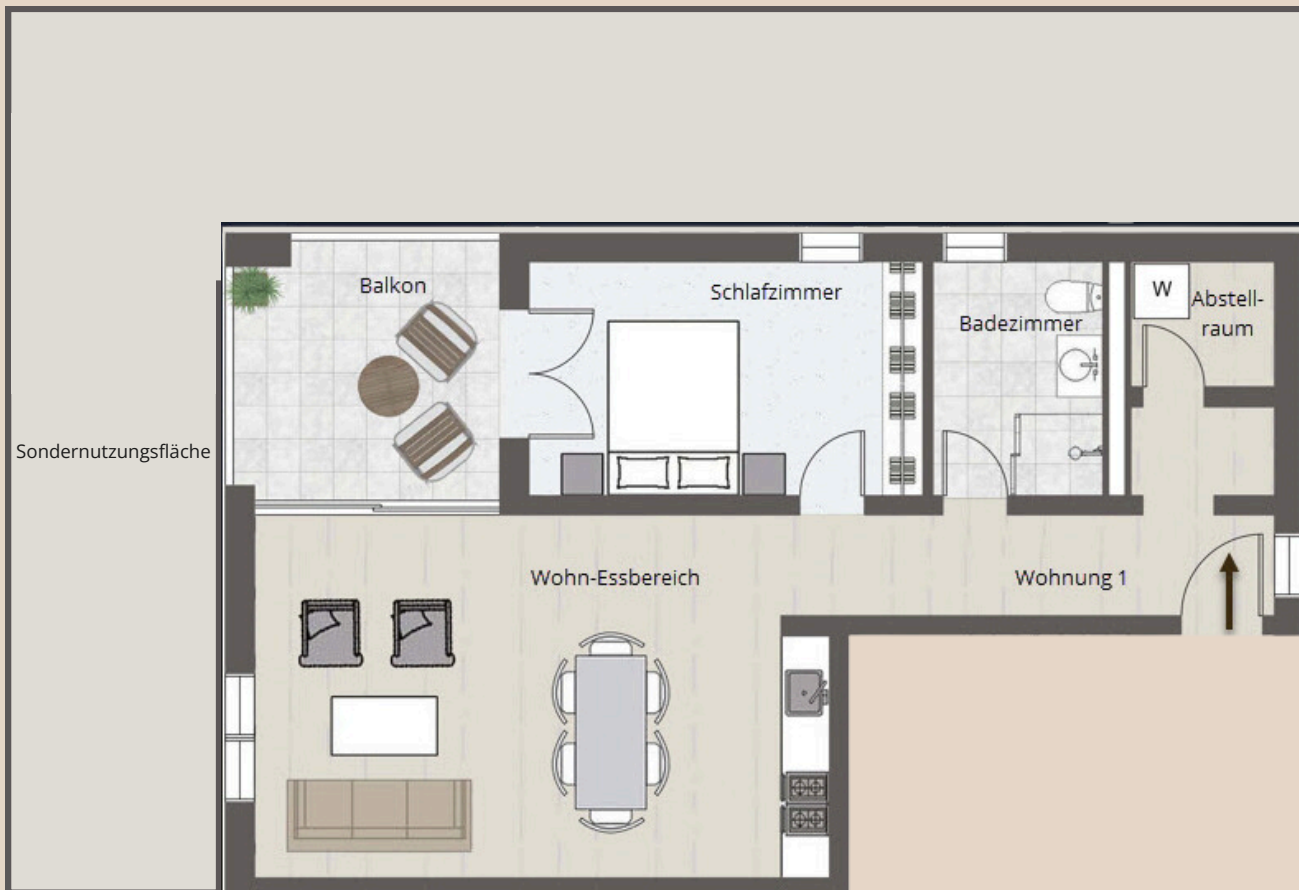 Balkon
Schlafzimmer
Badezimmer
W
Abstell-
raum
Sondernutzungsfläche
Wohn-Essbereich
Wohnung 1